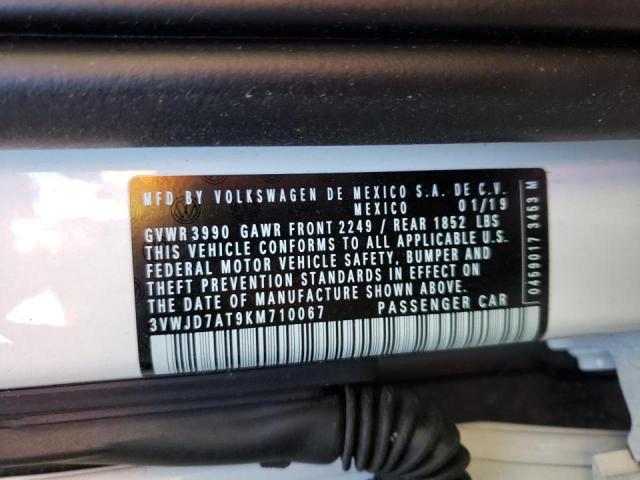 MFD BY VOLKSWAGEN DE MEXICO S.A. DE C.V.
MEXICO 01/19
GVWR 3990 GAWR FRONT 2249 / REAR 1852 LBS
THIS VEHICLE CONFORMS TO ALL APPLICABLE U.S.
FEDERAL MOTOR VEHICLE SAFETY, BUMPER AND
THEFT PREVENTION STANDARDS IN EFFECT ON
THE DATE OF MANUFACTURE SHOWN ABOVE.
3VWJD7AT9KM710067 PASSENGER CAR
0459017 3453 M